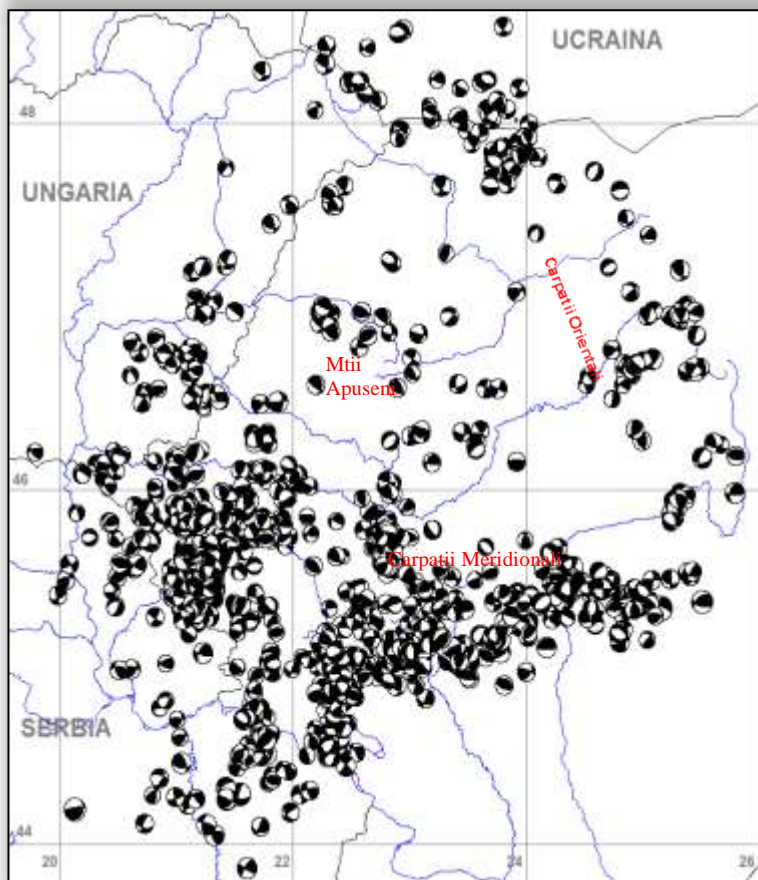 UCRAINA
48
UNGARIA
Carpatii Orientali
Mtii
Apuseni
46
Carpatii Meridionali
SERBIA
44
20
22
24
26